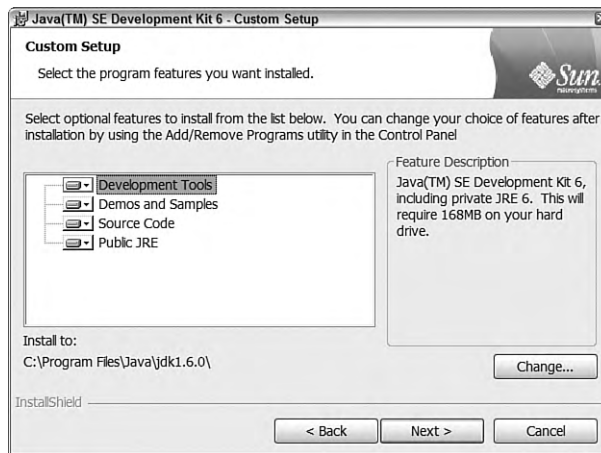 Java(TM) SE Development Kit 6 - Custom Setup
Custom Setup
Select the program features you want installed.
Sun
microsystems
Select optional features to install from the list below. You can change your choice of features after
installation by using the Add/Remove Programs utility in the Control Panel
Development Tools
Demos and Samples
Source Code
Public JRE
Feature Description
Java(TM) SE Development Kit 6,
including private JRE 6. This will
require 168MB on your hard
drive.
Install to:
C:\Program Files\Java\jdk1.6.0\
Change...
InstallShield
< Back
Next >
Cancel